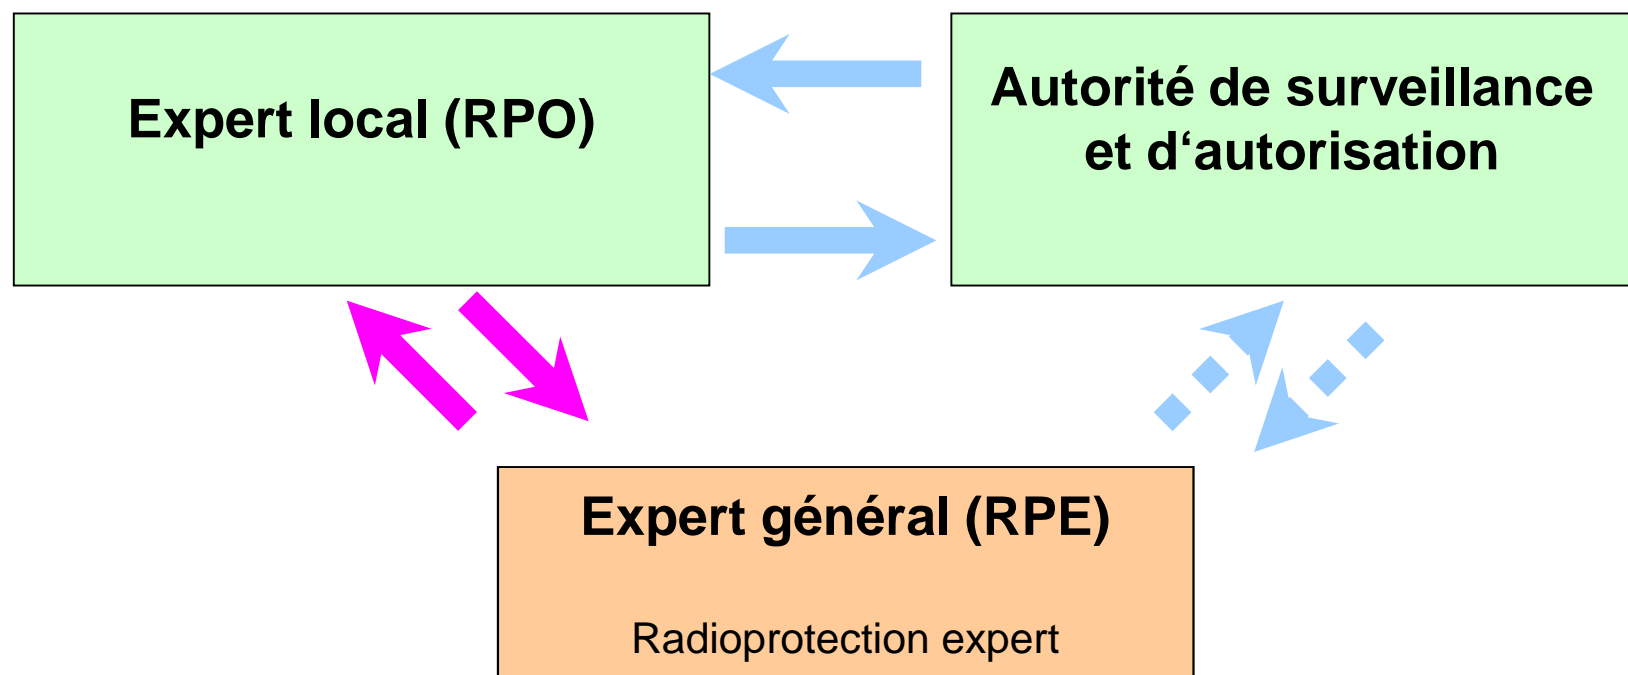 Expert local (RPO)
Autorité de surveillance
et d‘autorisation
Expert général (RPE)
Radioprotection expert